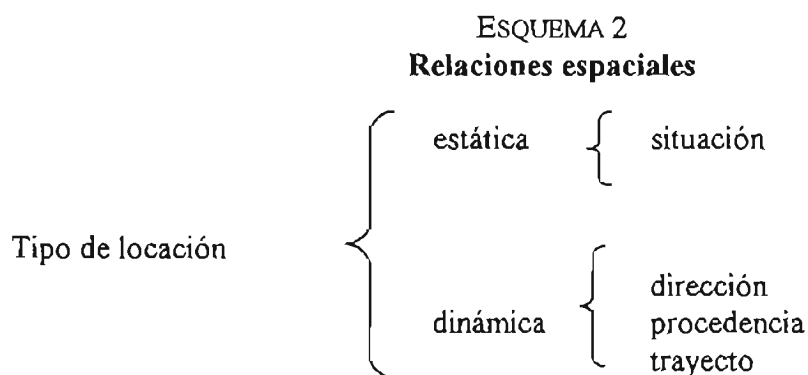 ESQUEMA 2
Relaciones espaciales
estática situación
Tipo de locación
dirección
dinámica procedencia
trayecto